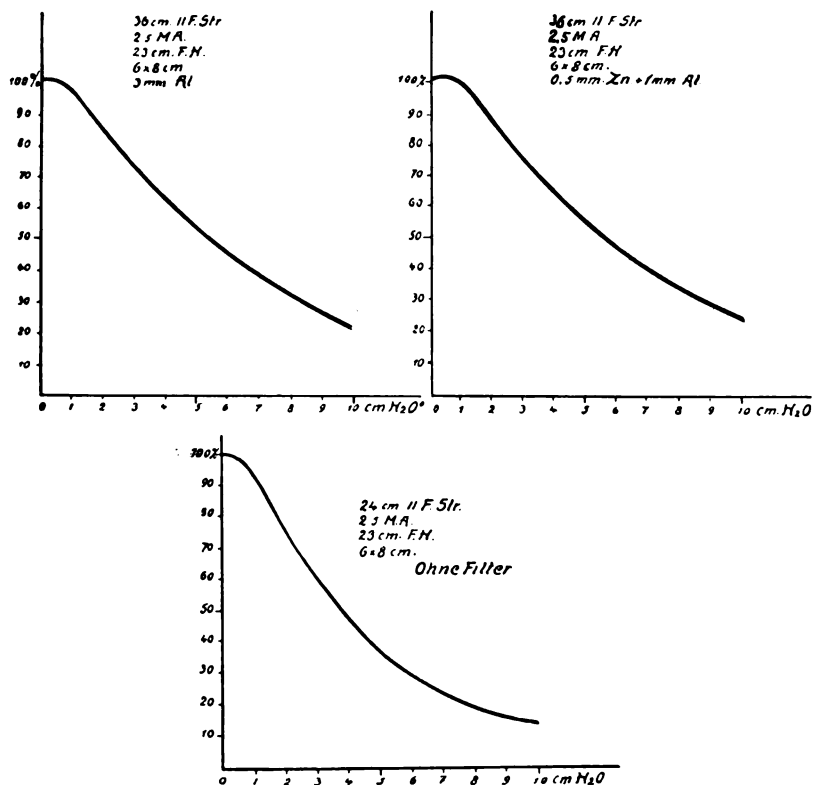 36 cm. // F. Str
2 5 M A.
23 cm. F. H.
6 x 8 cm
3 mm Al
100%
90
80
70
60
50
40
30
20
10
0 1 2 3 4 5 6 7 8 9 10 cm H₂O
36 cm // F Str
2,5 M A
23 cm F. H
6 x 8 cm.
0,5 mm. Zn + 1 mm Al.
100%
90
80
70
60
50
40
30
20
10
0 1 2 3 4 5 6 7 8 9 10 cm. H₂O
24 cm // F. Str.
2 5 M.A.
23 cm. F. H.
6 x 8 cm.
Ohne Filter
100%
90
80
70
60
50
40
30
20
10
0 1 2 3 4 5 6 7 8 9 10 cm H₂O